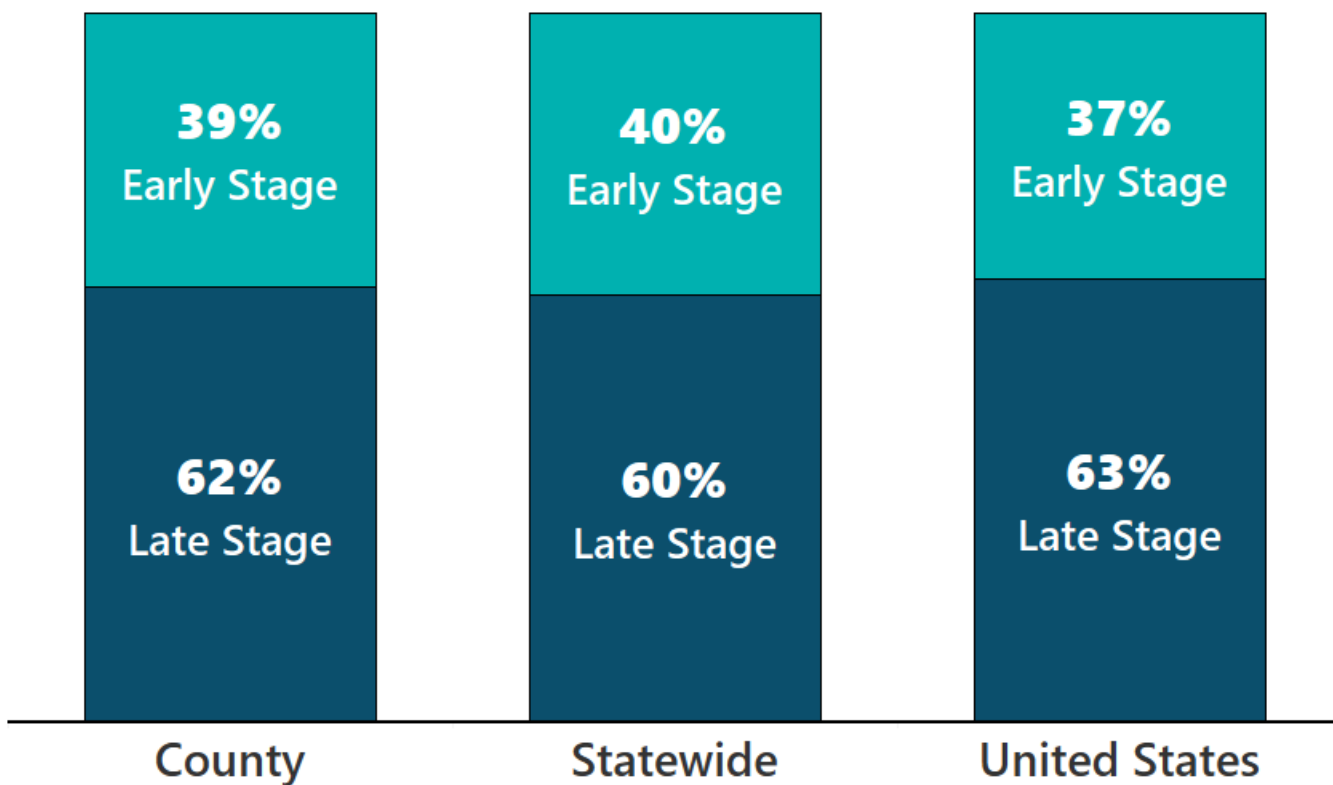 39%
Early Stage
62%
Late Stage
County
40%
Early Stage
60%
Late Stage
Statewide
37%
Early Stage
63%
Late Stage
United States